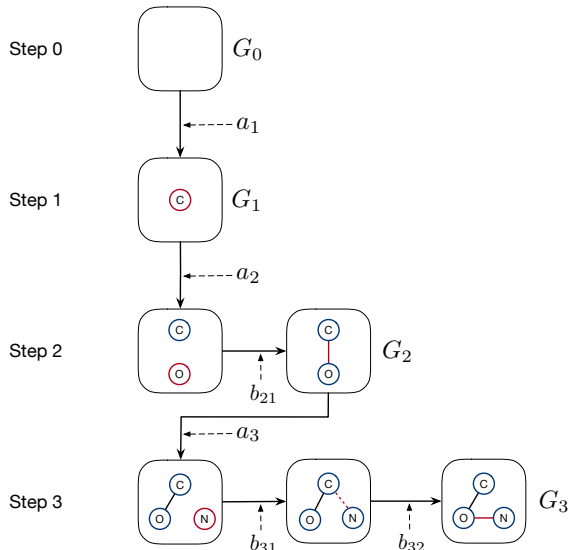 Step 0 G₀
a₁
Step 1 C G₁
a₂
Step 2 C O C O G₂
b₂₁
a₃
Step 3 C O N C O N C O N G₃
b₃₁ b₃₂